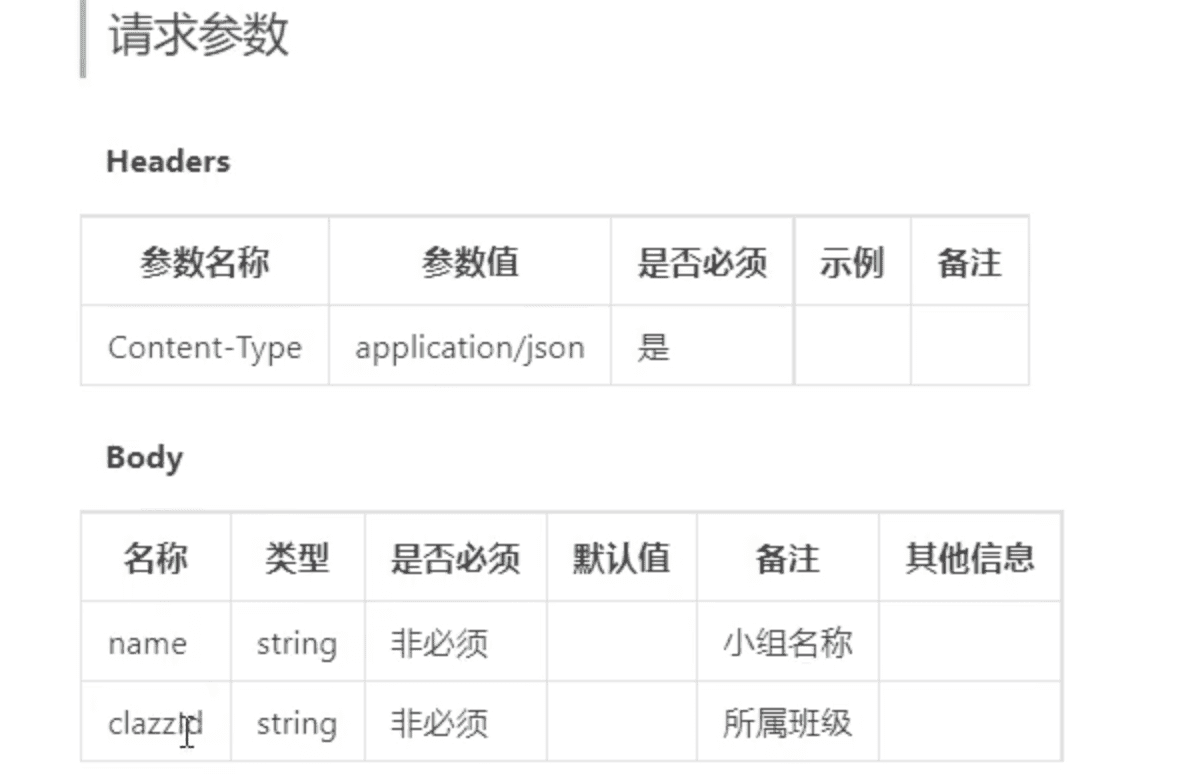 请求参数
Headers
参数名称 参数值 是否必须 示例 备注
Content-Type application/json 是
Body
名称 类型 是否必须 默认值 备注 其他信息
name string 非必须 小组名称
clazzId string 非必须 所属班级